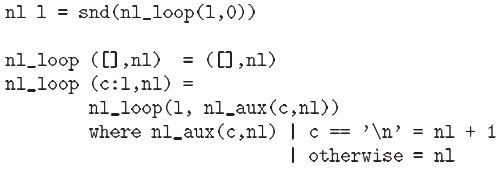 nl l = snd(nl_loop(l,0))

nl_loop ([],nl)  = ([],nl)
nl_loop (c:l,nl) =
        nl_loop(l, nl_aux(c,nl))
        where nl_aux(c,nl) | c == '\n' = nl + 1
                           | otherwise = nl